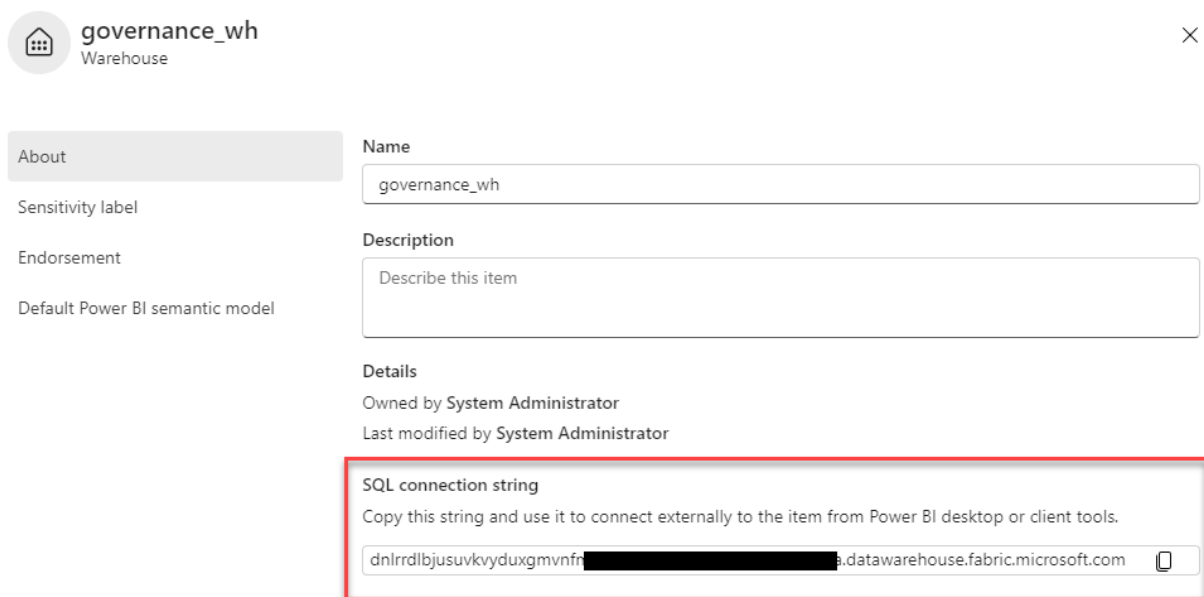 governance_wh
Warehouse
About
Sensitivity label
Endorsement
Default Power BI semantic model
Name
governance_wh
Description
Describe this item
Details
Owned by System Administrator
Last modified by System Administrator
SQL connection string
Copy this string and use it to connect externally to the item from Power BI desktop or client tools.
.datawarehouse.fabric.microsoft.com